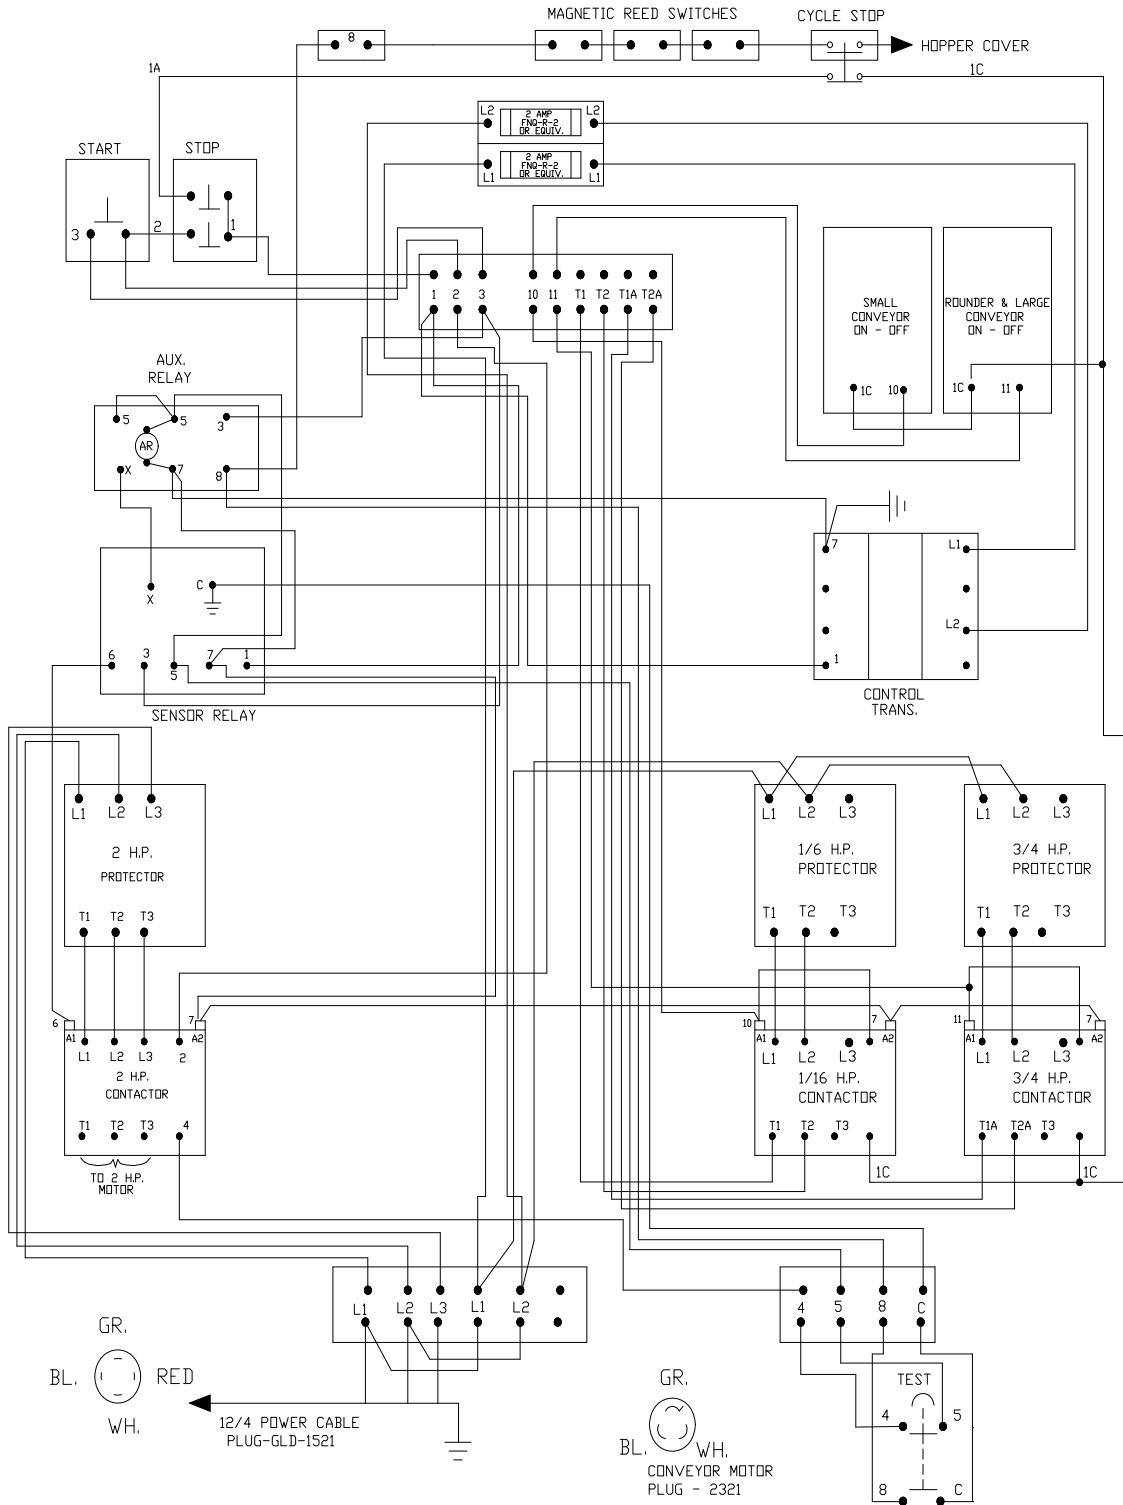 MAGNETIC REED SWITCHES
CYCLE STOP
8
HOPPER COVER
1A
1C
L2
2 AMP
FNQ-R-2
OR EQUIV.
L2
L1
2 AMP
FNQ-R-2
OR EQUIV.
L1
START
STOP
3
2
1
1 2 3 10 11 T1 T2 T1A T2A
SMALL
CONVEYOR
ON - OFF
1C 10
ROUNDER & LARGE
CONVEYOR
ON - OFF
1C 11
AUX.
RELAY
5 5 3
AR
X 7 8
7 L1
L2
1
CONTROL
TRANS.
X C
6 3 5 7 1
SENSOR RELAY
L1 L2 L3
2 H.P.
PROTECTOR
T1 T2 T3
L1 L2 L3
1/6 H.P.
PROTECTOR
T1 T2 T3
L1 L2 L3
3/4 H.P.
PROTECTOR
T1 T2 T3
6 7
A1 A2
L1 L2 L3 2
2 H.P.
CONTACTOR
T1 T2 T3 4
TO 2 H.P.
MOTOR
10 7
A1 A2
L1 L2 L3
1/16 H.P.
CONTACTOR
T1 T2 T3
1C
11 7
A1 A2
L1 L2 L3
3/4 H.P.
CONTACTOR
T1A T2A T3
1C
L1 L2 L3 L1 L2
4 5 8 C
GR.
BL. RED
WH.
12/4 POWER CABLE
PLUG-GLD-1521
GR.
BL. WH.
CONVEYOR MOTOR
PLUG - 2321
TEST
4 5
8 C